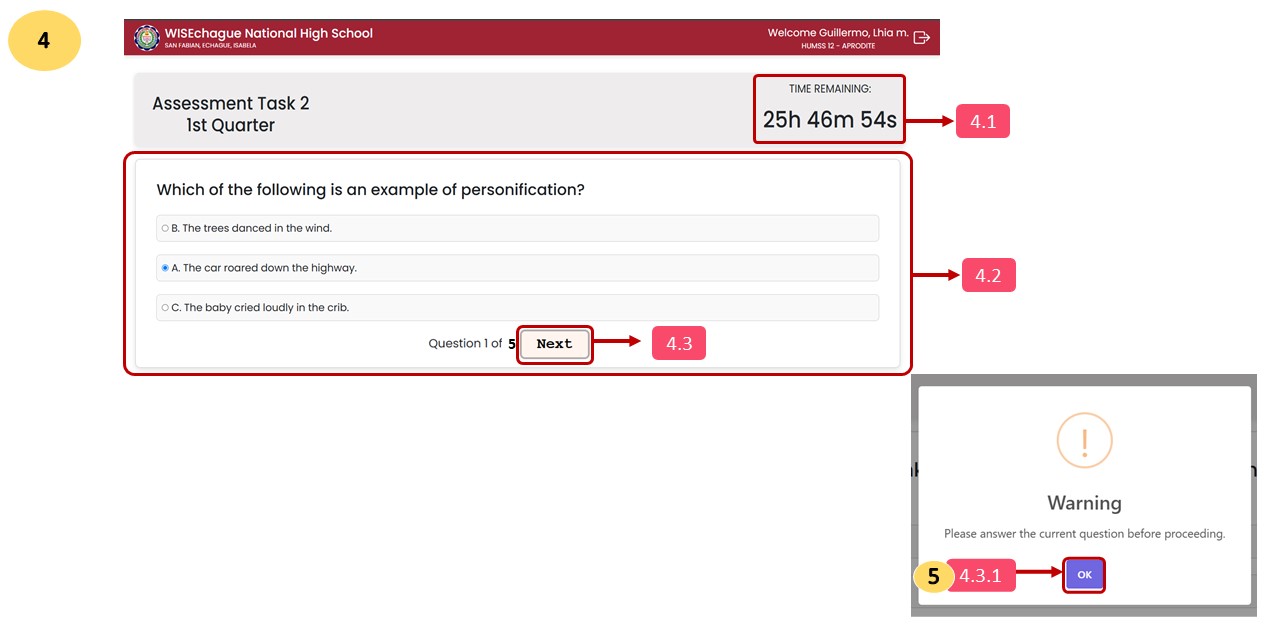 4
WISEchague National High School
SAN FABIAN, ECHAGUE, ISABELA
Welcome Guillermo, Lhia m.
HUMSS 12 - APRODITE
Assessment Task 2
1st Quarter
TIME REMAINING:
25h 46m 54s
4.1
Which of the following is an example of personification?
B. The trees danced in the wind.
A. The car roared down the highway.
4.2
C. The baby cried loudly in the crib.
Question 1 of 5
Next
4.3
Warning
Please answer the current question before proceeding.
5
4.3.1
OK